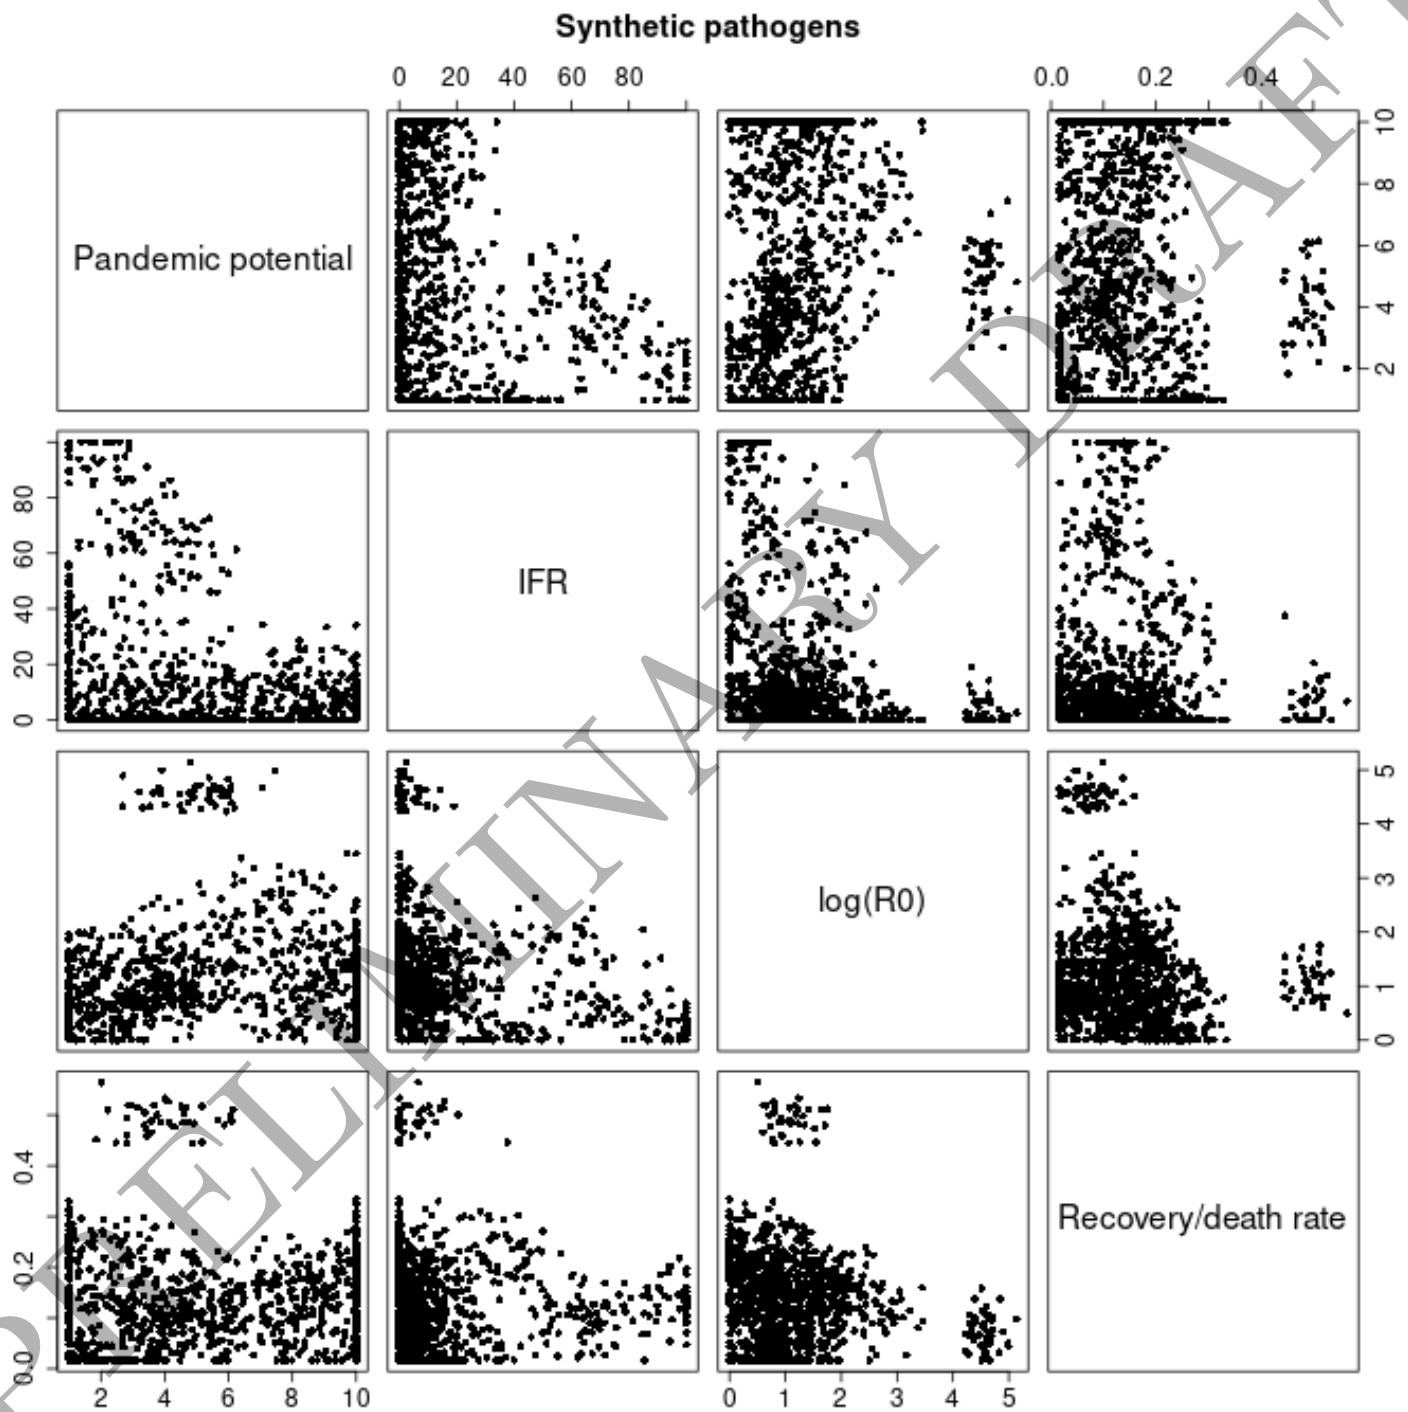 Synthetic pathogens
0 20 40 60 80
0.0 0.2 0.4
Pandemic potential
2 4 6 8 10
IFR
0 20 40 60 80
log(R0)
0 1 2 3 4 5
Recovery/death rate
0.0 0.2 0.4
2 4 6 8 10
0 1 2 3 4 5
PRELIMINARY DRAFT